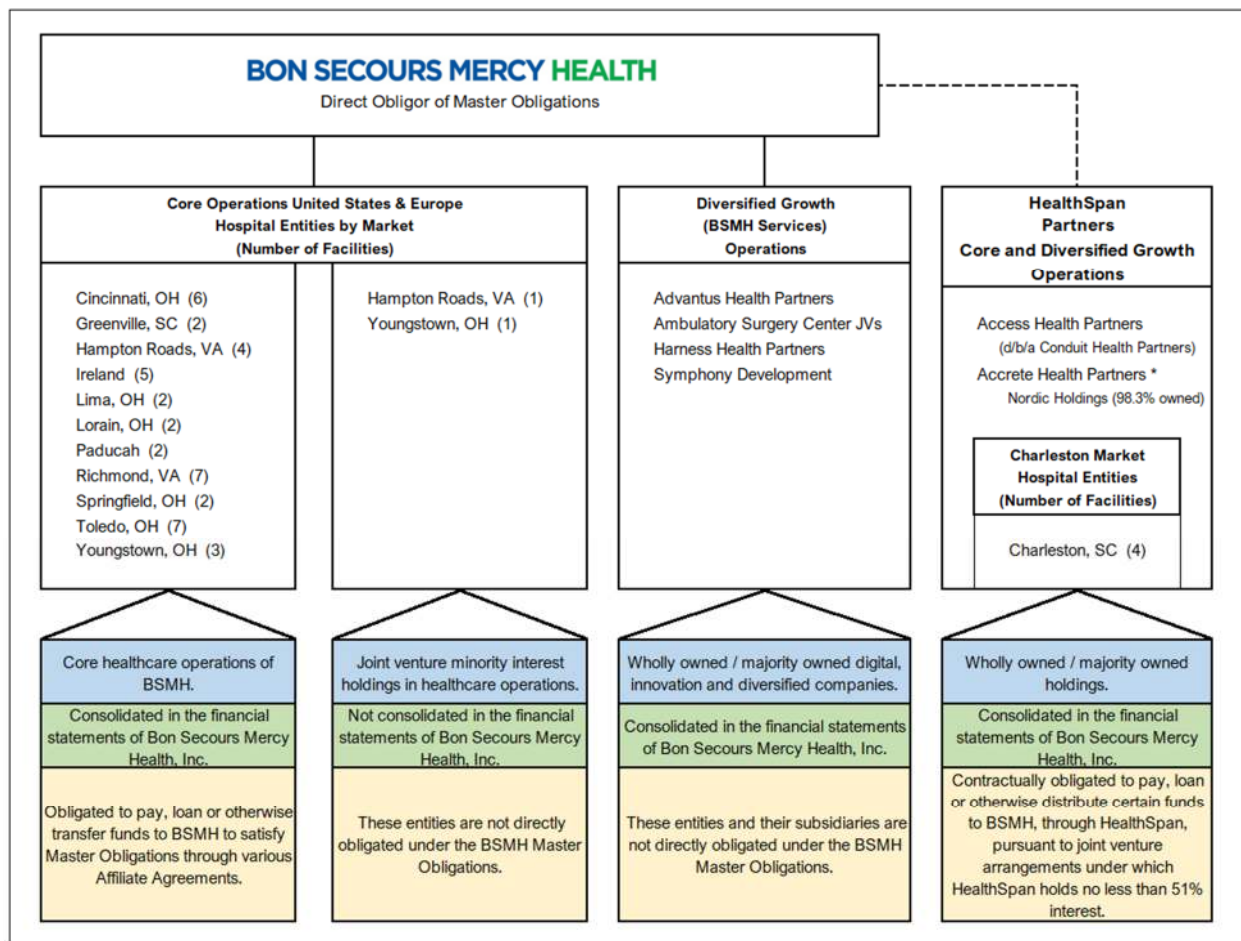 BON SECOURS MERCY HEALTH
Direct Obligor of Master Obligations
Core Operations United States & Europe
Hospital Entities by Market
(Number of Facilities)
Cincinnati, OH (6)
Greenville, SC (2)
Hampton Roads, VA (4)
Ireland (5)
Lima, OH (2)
Lorain, OH (2)
Paducah (2)
Richmond, VA (7)
Springfield, OH (2)
Toledo, OH (7)
Youngstown, OH (3)
Hampton Roads, VA (1)
Youngstown, OH (1)
Diversified Growth
(BSMH Services)
Operations
Advantus Health Partners
Ambulatory Surgery Center JVs
Harness Health Partners
Symphony Development
HealthSpan
Partners
Core and Diversified Growth
Operations
Access Health Partners
(d/b/a Conduit Health Partners)
Accrete Health Partners *
Nordic Holdings (98.3% owned)
Charleston Market
Hospital Entities
(Number of Facilities)
Charleston, SC (4)
Core healthcare operations of
BSMH.
Consolidated in the financial
statements of Bon Secours Mercy
Health, Inc.
Obligated to pay, loan or otherwise
transfer funds to BSMH to satisfy
Master Obligations through various
Affiliate Agreements.
Joint venture minority interest
holdings in healthcare operations.
Not consolidated in the financial
statements of Bon Secours Mercy
Health, Inc.
These entities are not directly
obligated under the BSMH Master
Obligations.
Wholly owned / majority owned digital,
innovation and diversified companies.
Consolidated in the financial statements
of Bon Secours Mercy Health, Inc.
These entities and their subsidiaries are
not directly obligated under the BSMH
Master Obligations.
Wholly owned / majority owned
holdings.
Consolidated in the financial
statements of Bon Secours Mercy
Health, Inc.
Contractually obligated to pay, loan
or otherwise distribute certain funds
to BSMH, through HealthSpan,
pursuant to joint venture
arrangements under which
HealthSpan holds no less than 51%
interest.